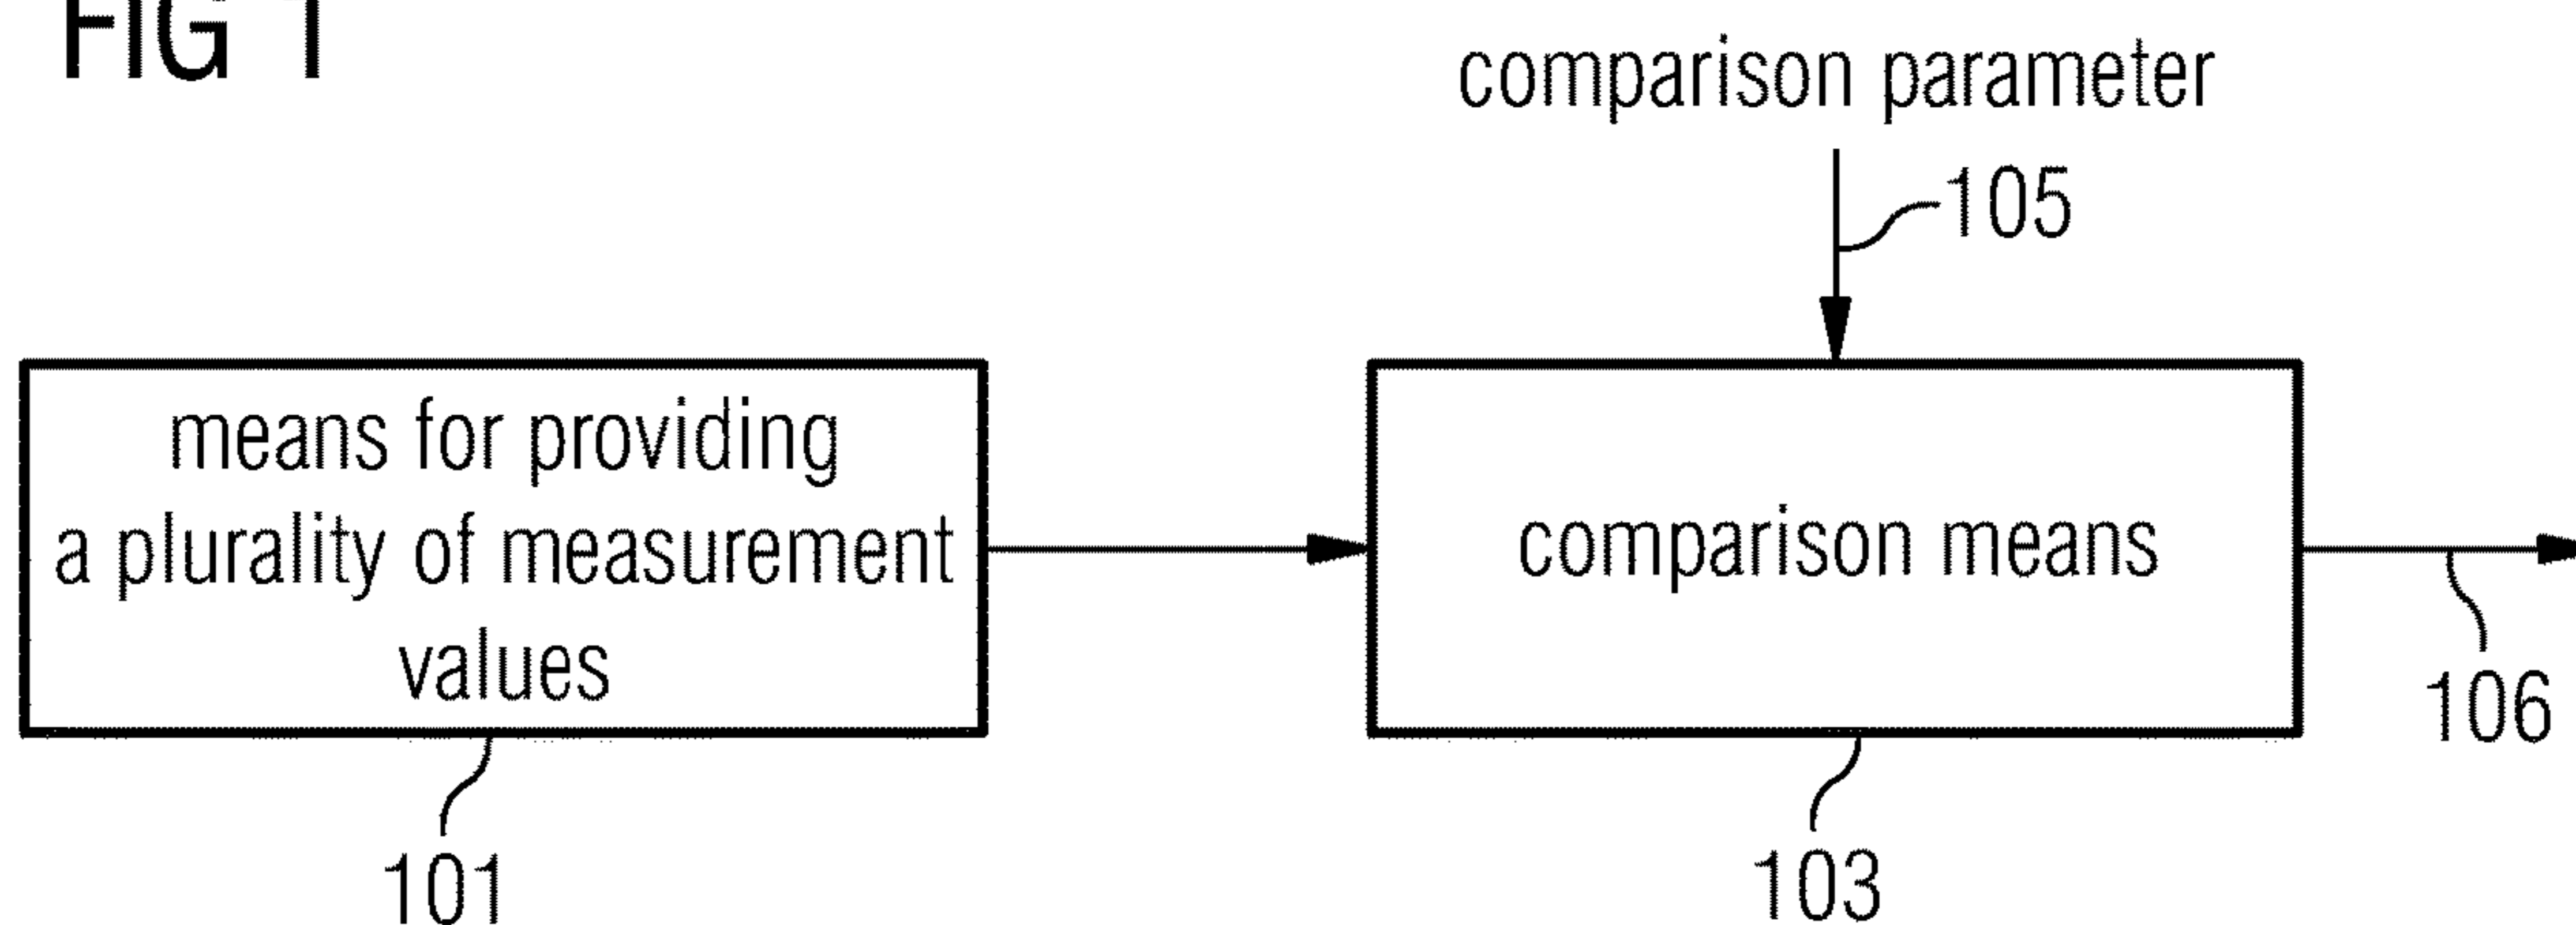 FIG 1
comparison parameter
105
means for providing
a plurality of measurement
values
comparison means
106
101
103